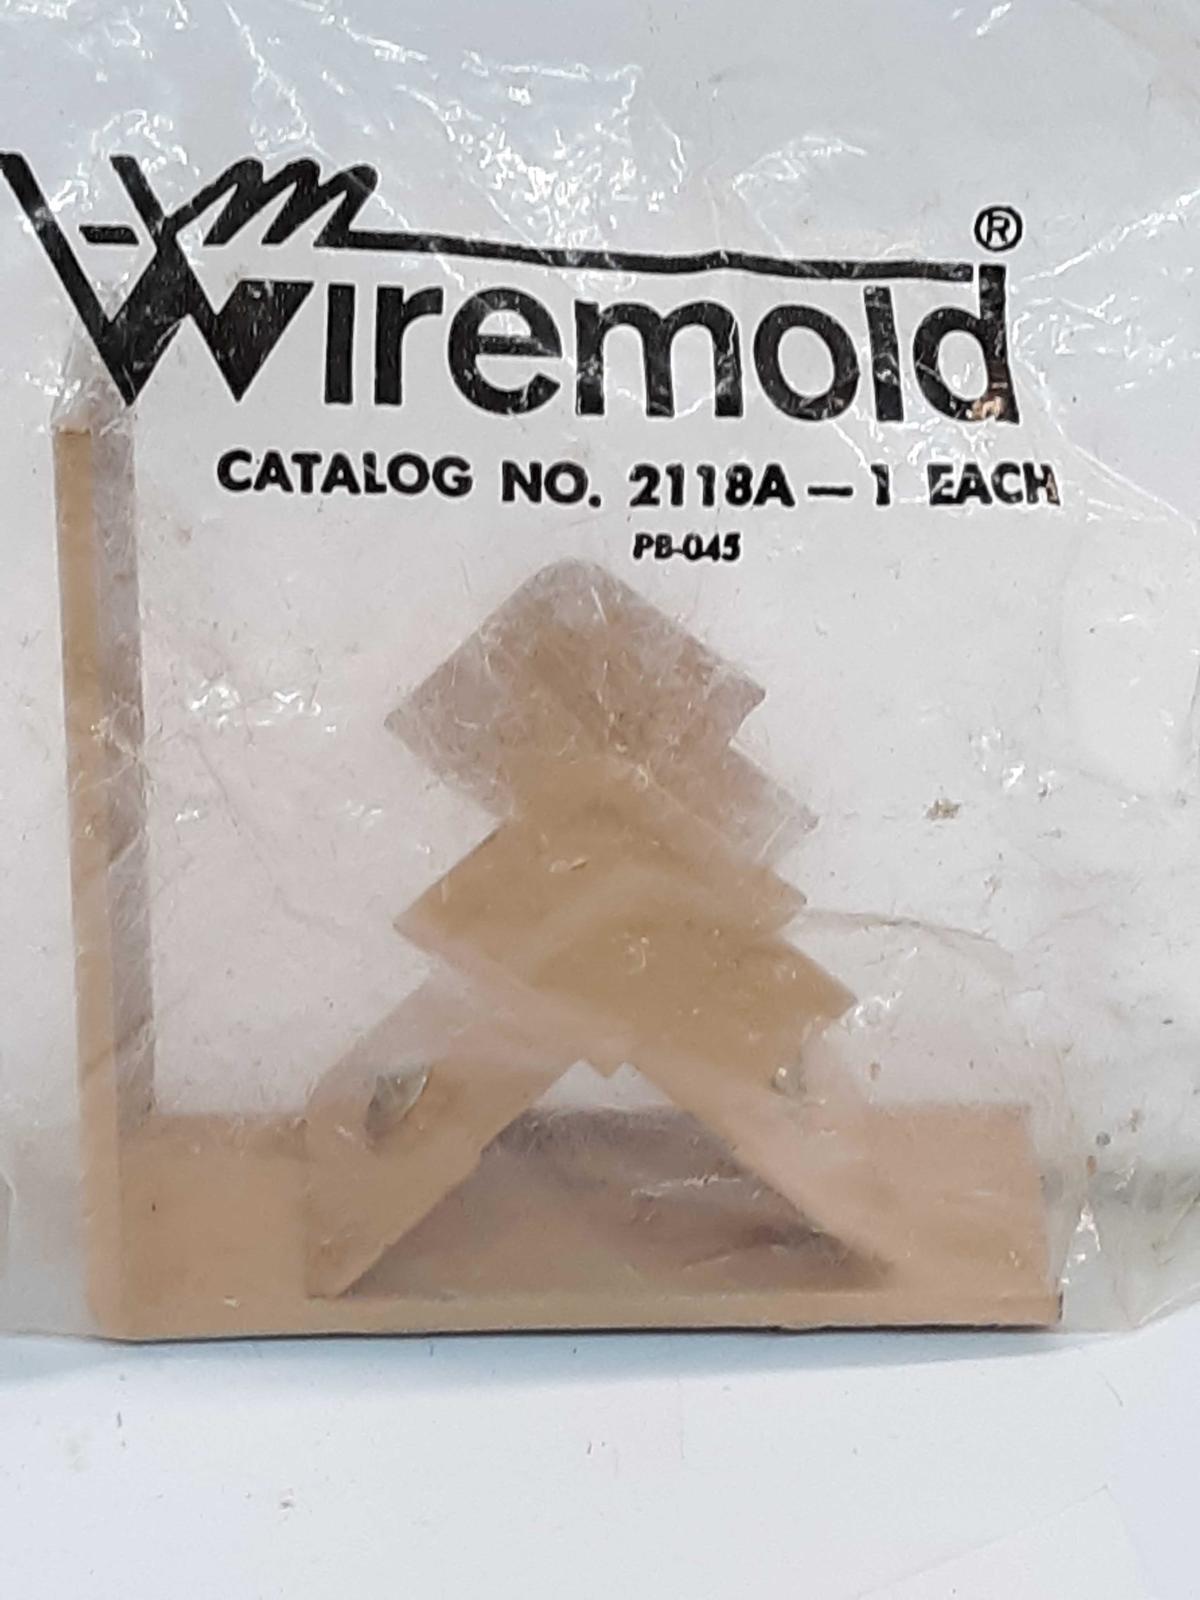 Wiremold®
CATALOG NO. 2118A — 1 EACH
PB-045